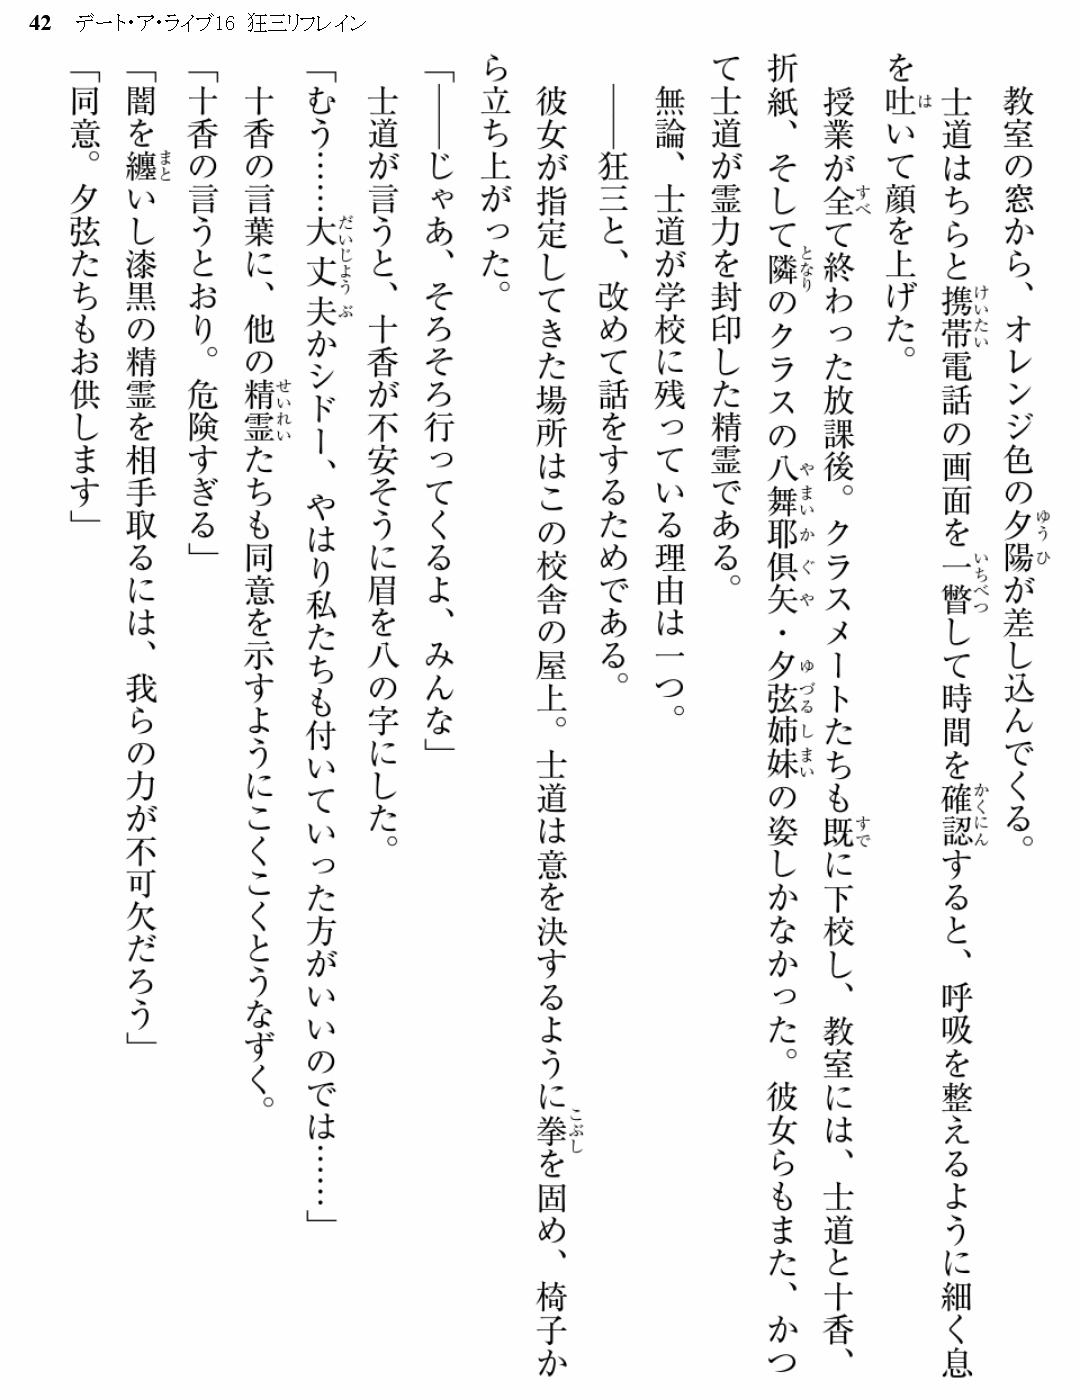 42 デート・ア・ライブ16 狂三リフレイン
教室の窓から、オレンジ色の夕陽が差し込んでくる。
士道はちらと携帯電話の画面を一瞥して時間を確認すると、呼吸を整えるように細く息
を吐いて顔を上げた。
授業が全て終わった放課後。クラスメートたちも既に下校し、教室には、士道と十香、
折紙、そして隣のクラスの八舞耶倶矢・夕弦姉妹の姿しかなかった。彼女らもまた、かつ
て士道が霊力を封印した精霊である。
無論、士道が学校に残っている理由は一つ。
――狂三と、改めて話をするためである。
彼女が指定してきた場所はこの校舎の屋上。士道は意を決するように拳を固め、椅子か
ら立ち上がった。
「――じゃあ、そろそろ行ってくるよ、みんな」
士道が言うと、十香が不安そうに眉を八の字にした。
「むう……大丈夫かシドー、やはり私たちも付いていった方がいいのでは……」
十香の言葉に、他の精霊たちも同意を示すようにこくこくとうなずく。
「十香の言うとおり。危険すぎる」
「闇を纏いし漆黒の精霊を相手取るには、我らの力が不可欠だろう」
「同意。夕弦たちもお供します」